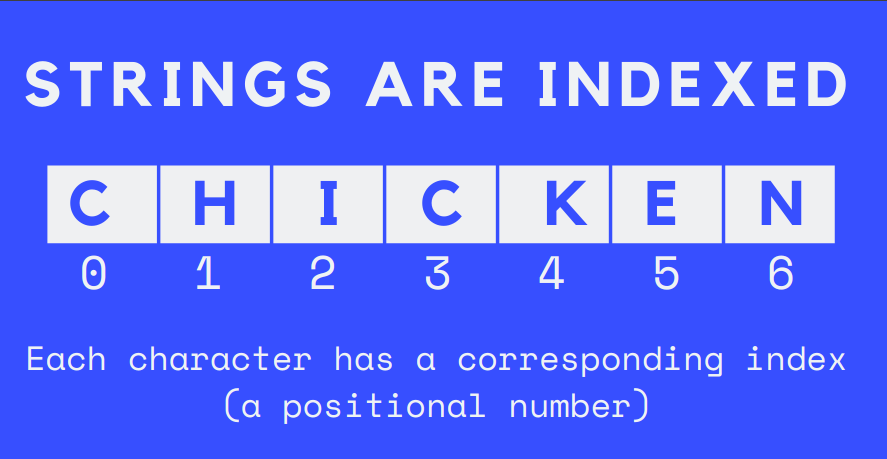 STRINGS ARE INDEXED
C H I C K E N
0 1 2 3 4 5 6
Each character has a corresponding index
(a positional number)